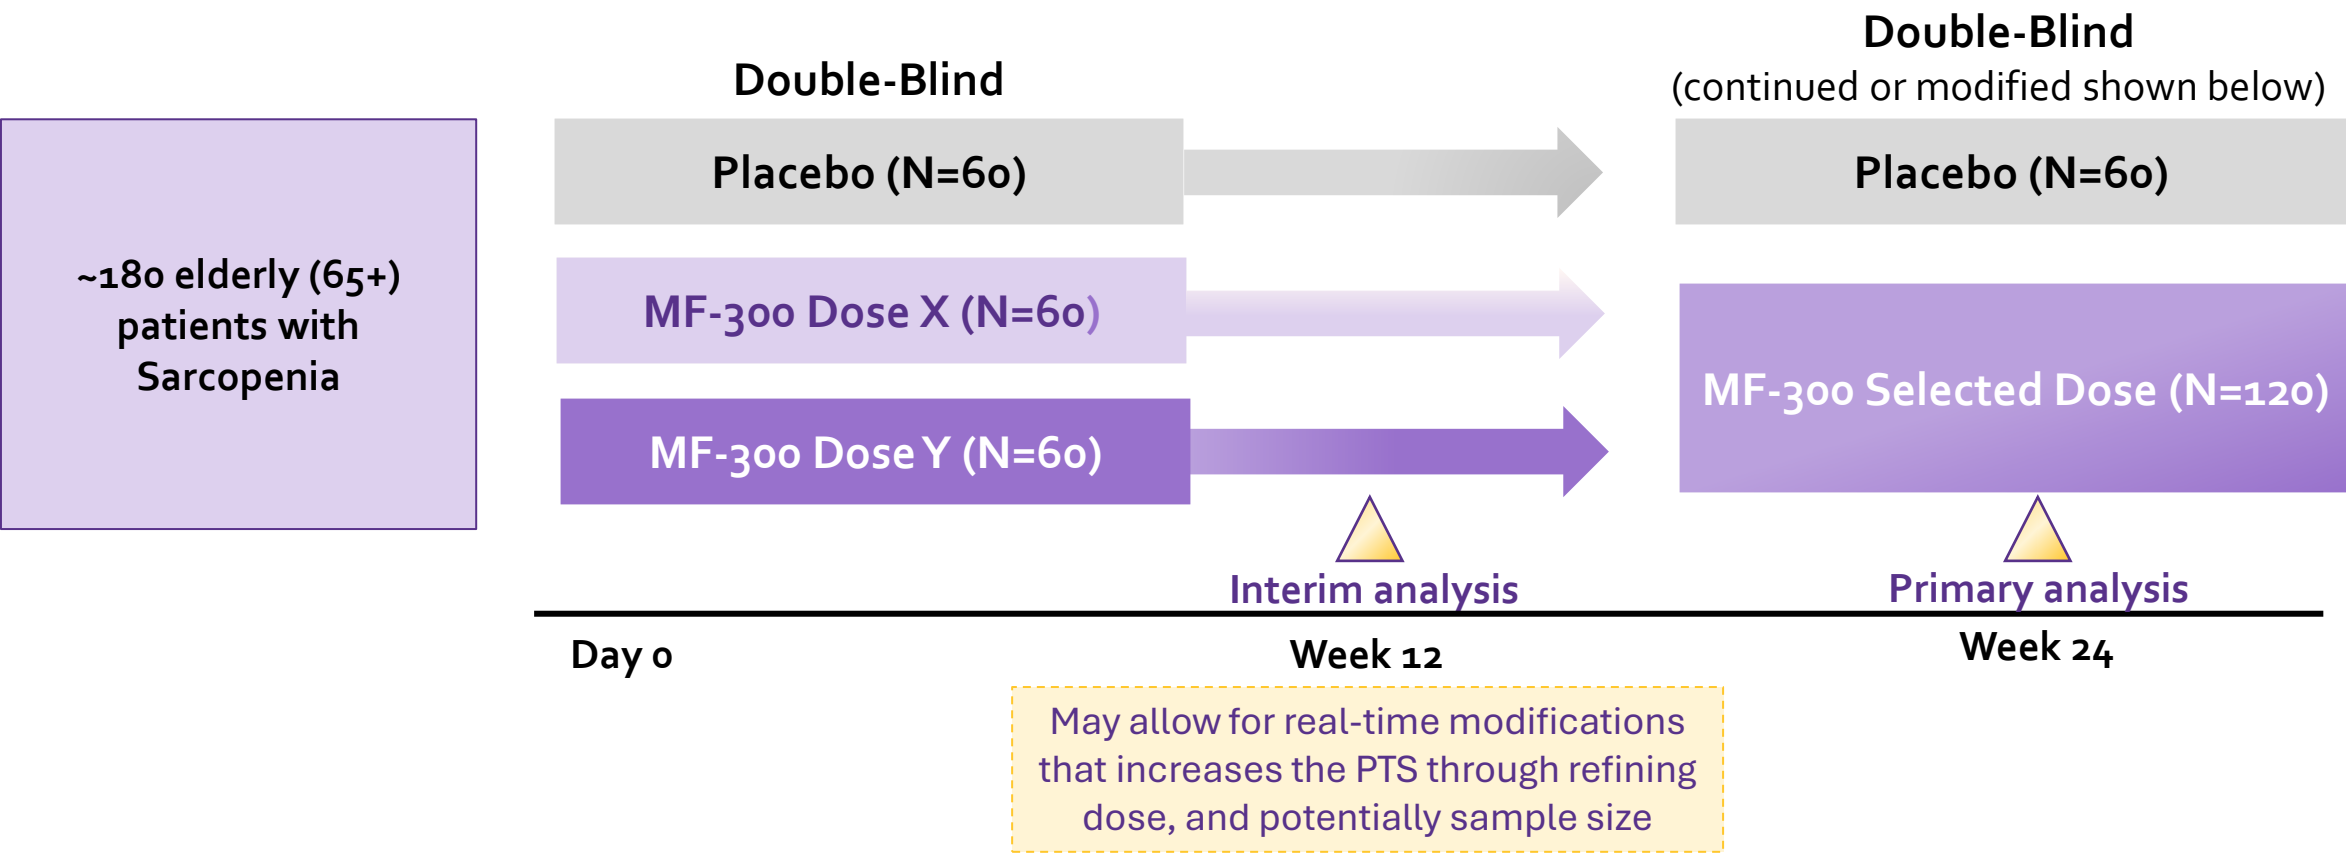 Double-Blind
Double-Blind
(continued or modified shown below)
~180 elderly (65+)
patients with
Sarcopenia
Placebo (N=60)
Placebo (N=60)
MF-300 Dose X (N=60)
MF-300 Dose Y (N=60)
MF-300 Selected Dose (N=120)
Interim analysis
Primary analysis
Day 0
Week 12
Week 24
May allow for real-time modifications
that increases the PTS through refining
dose, and potentially sample size